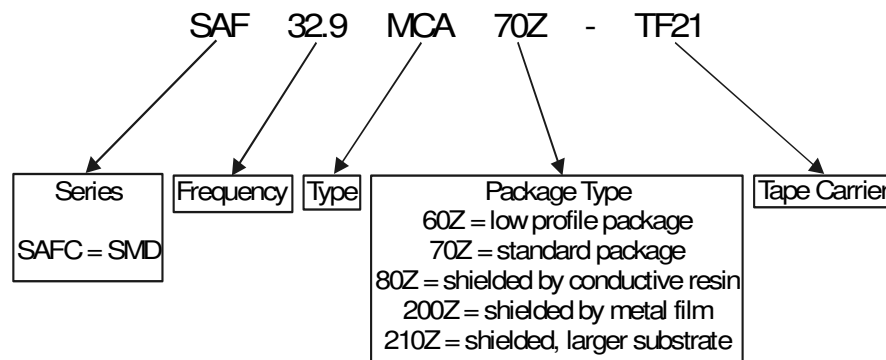 SAF 32.9 MCA 70Z - TF21
Series
SAFC = SMD
Frequency
Type
Package Type
60Z = low profile package
70Z = standard package
80Z = shielded by conductive resin
200Z = shielded by metal film
210Z = shielded, larger substrate
Tape Carrier